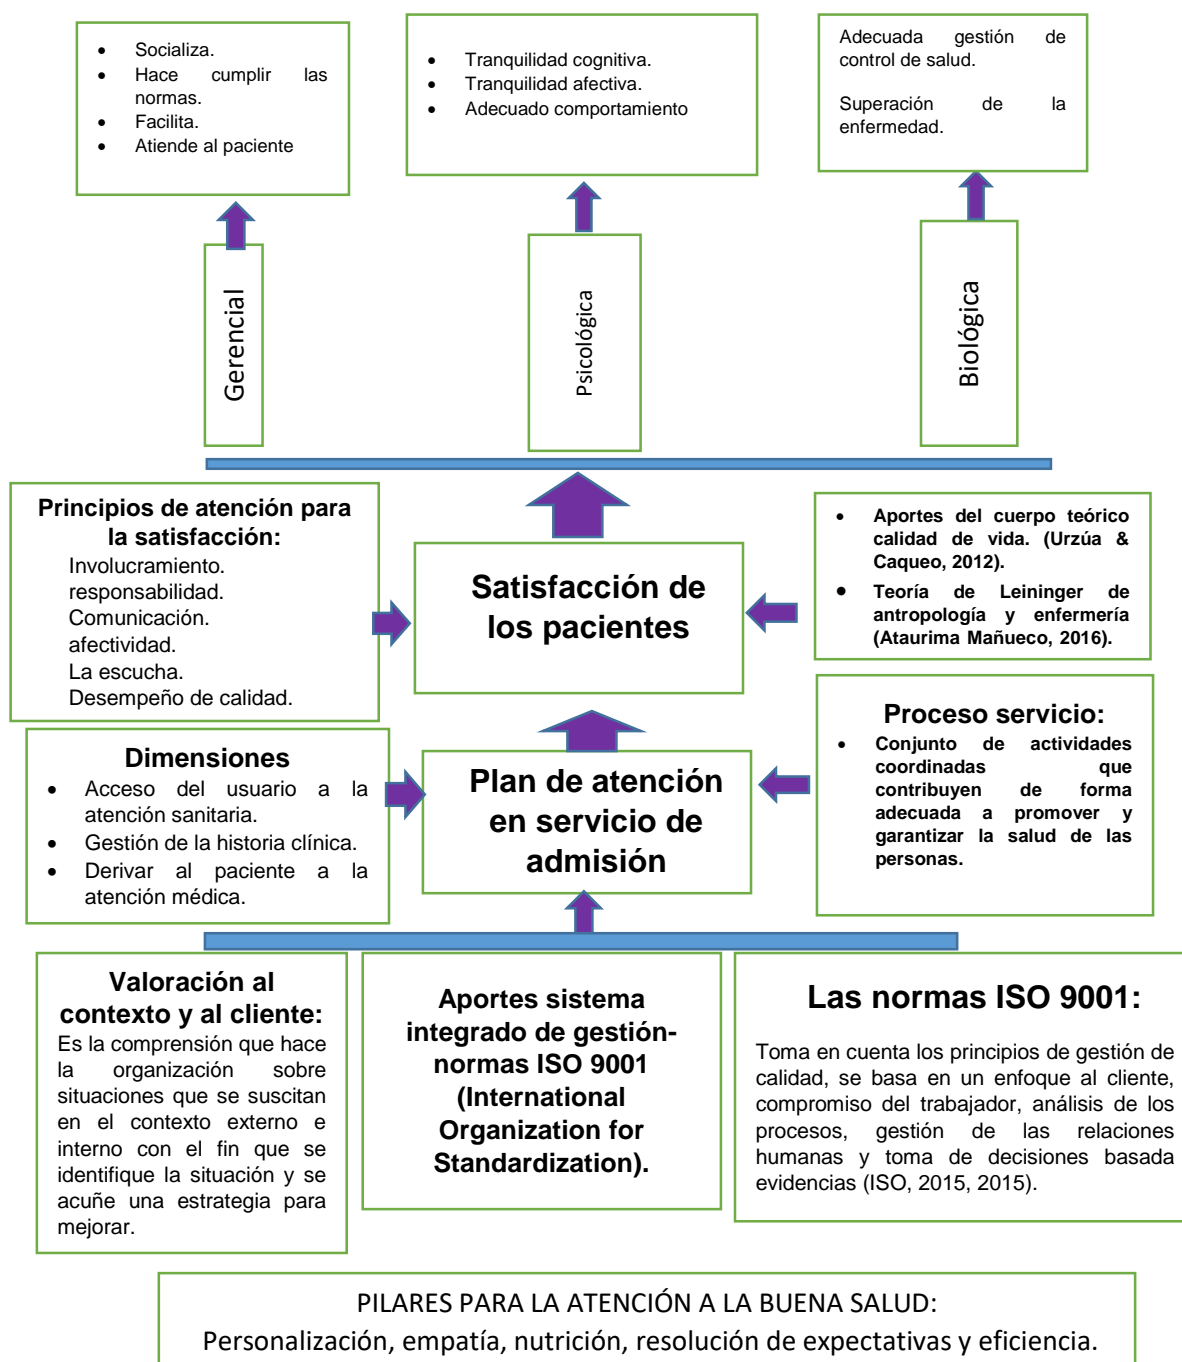 • Socializa.
• Hace cumplir las
normas.
• Facilita.
• Atiende al paciente
• Tranquilidad cognitiva.
• Tranquilidad afectiva.
• Adecuado comportamiento
Adecuada gestión de
control de salud.
Superación de la
enfermedad.
Gerencial
Psicológica
Biológica
Principios de atención para
la satisfacción:
Involucramiento.
responsabilidad.
Comunicación.
afectividad.
La escucha.
Desempeño de calidad.
Satisfacción de
los pacientes
• Aportes del cuerpo teórico
calidad de vida. (Urzúa &
Caqueo, 2012).
• Teoría de Leininger de
antropología y enfermería
(Ataurima Mañueco, 2016).
Dimensiones
• Acceso del usuario a la
atención sanitaria.
• Gestión de la historia clínica.
• Derivar al paciente a la
atención médica.
Plan de atención
en servicio de
admisión
Proceso servicio:
• Conjunto de actividades
coordinadas que
contribuyen de forma
adecuada a promover y
garantizar la salud de las
personas.
Valoración al
contexto y al cliente:
Es la comprensión que hace
la organización sobre
situaciones que se suscitan
en el contexto externo e
interno con el fin que se
identifique la situación y se
acuñe una estrategia para
mejorar.
Aportes sistema
integrado de gestión-
normas ISO 9001
(International
Organization for
Standardization).
Las normas ISO 9001:
Toma en cuenta los principios de gestión de
calidad, se basa en un enfoque al cliente,
compromiso del trabajador, análisis de los
procesos, gestión de las relaciones
humanas y toma de decisiones basada
evidencias (ISO, 2015, 2015).
PILARES PARA LA ATENCIÓN A LA BUENA SALUD:
Personalización, empatía, nutrición, resolución de expectativas y eficiencia.